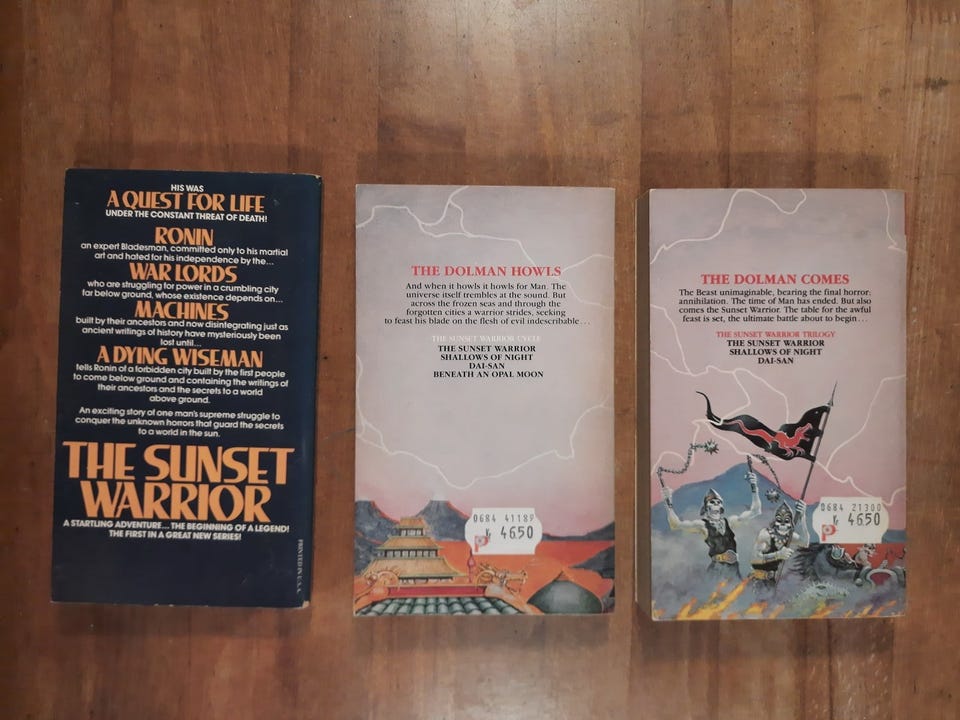 HIS WAS
A QUEST FOR LIFE
UNDER THE CONSTANT THREAT OF DEATH!
RONIN
an expert Bladesman, committed only to his martial
art and hated for his independence by the...
WAR LORDS
who are struggling for power in a crumbling city
far below ground, whose existence depends on...
MACHINES
built by their ancestors and now disintegrating just as
ancient writings of history have mysteriously been
lost until...
A DYING WISEMAN
tells Ronin of a forbidden city built by the first people
to come below ground and containing the writings of
their ancestors and the secrets to a world
above ground.
An exciting story of one man's supreme struggle to
conquer the unknown horrors that guard the secrets
to a world in the sun.
THE SUNSET
WARRIOR
A STARTLING ADVENTURE... THE BEGINNING OF A LEGEND!
THE FIRST IN A GREAT NEW SERIES!
PRINTED IN U.S.A.
THE DOLMAN HOWLS
And when it howls it howls for Man. The
universe itself trembles at the sound. But
across the frozen seas and through the
forgotten cities a warrior strides, seeking
to feast his blade on the flesh of evil indescribable...
THE SUNSET WARRIOR CYCLE
THE SUNSET WARRIOR
SHALLOWS OF NIGHT
DAI-SAN
BENEATH AN OPAL MOON
0684 41189
46.50
THE DOLMAN COMES
The Beast unimaginable, bearing the final horror:
annihilation. The time of Man has ended. But also
comes the Sunset Warrior. The table for the awful
feast is set, the ultimate battle about to begin...
THE SUNSET WARRIOR TRILOGY
THE SUNSET WARRIOR
SHALLOWS OF NIGHT
DAI-SAN
0684 21300
46.50